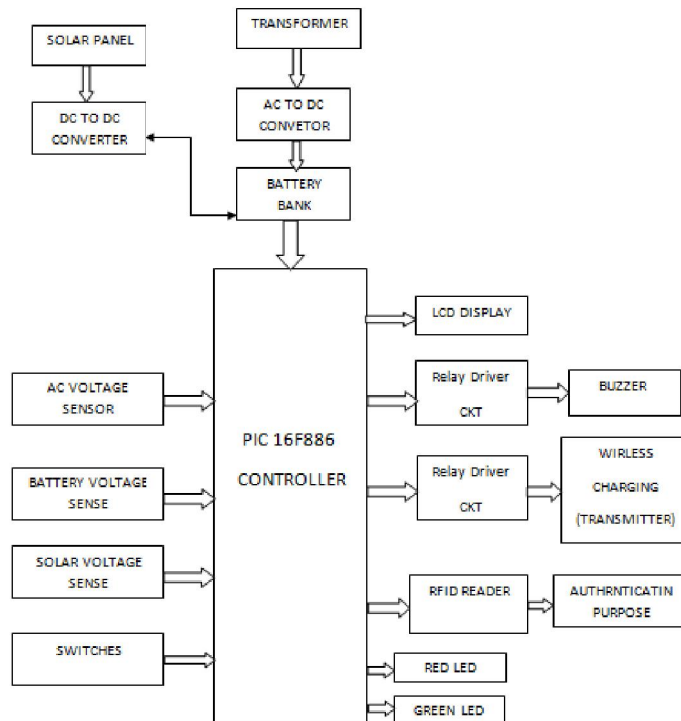 TRANSFORMER
SOLAR PANEL
DC TO DC
CONVERTER
AC TO DC
CONVETOR
BATTERY
BANK
LCD DISPLAY
AC VOLTAGE
SENSOR
Relay Driver
CKT
BUZZER
PIC 16F886
CONTROLLER
BATTERY VOLTAGE
SENSE
Relay Driver
CKT
WIRLESS
CHARGING
(TRANSMITTER)
SOLAR VOLTAGE
SENSE
RFID READER
AUTHRNTICATIN
PURPOSE
SWITCHES
RED LED
GREEN LED